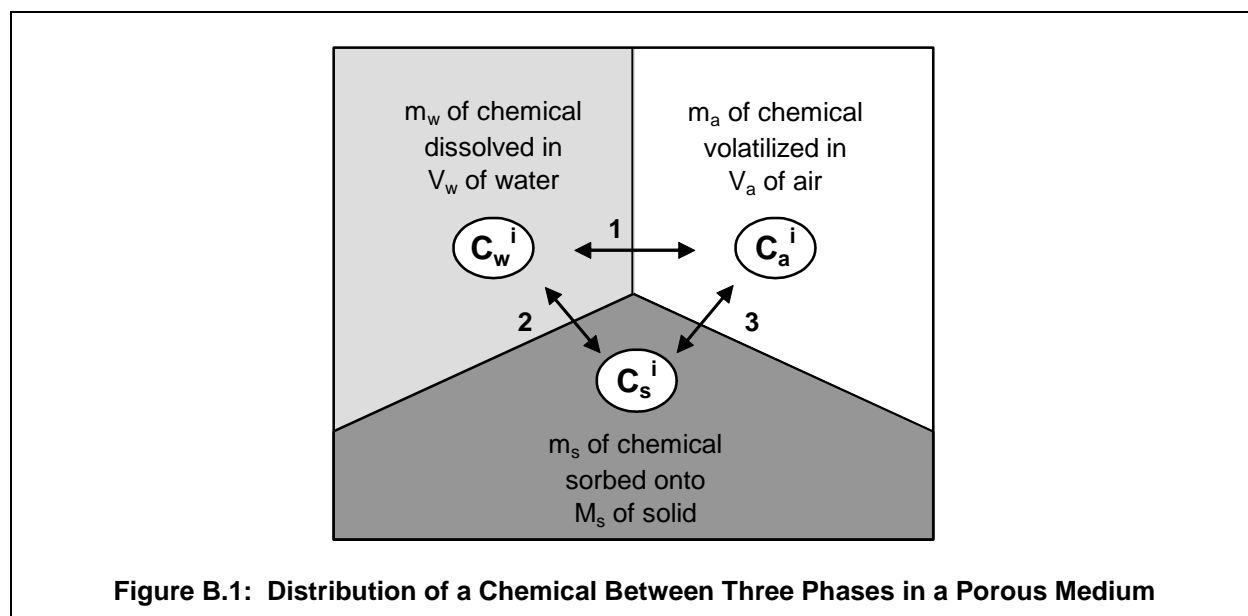 m_w of chemical
dissolved in
V_w of water
m_a of chemical
volatilized in
V_a of air
1
C_w^i
C_a^i
2
3
C_s^i
m_s of chemical
sorbed onto
M_s of solid
Figure B.1: Distribution of a Chemical Between Three Phases in a Porous Medium